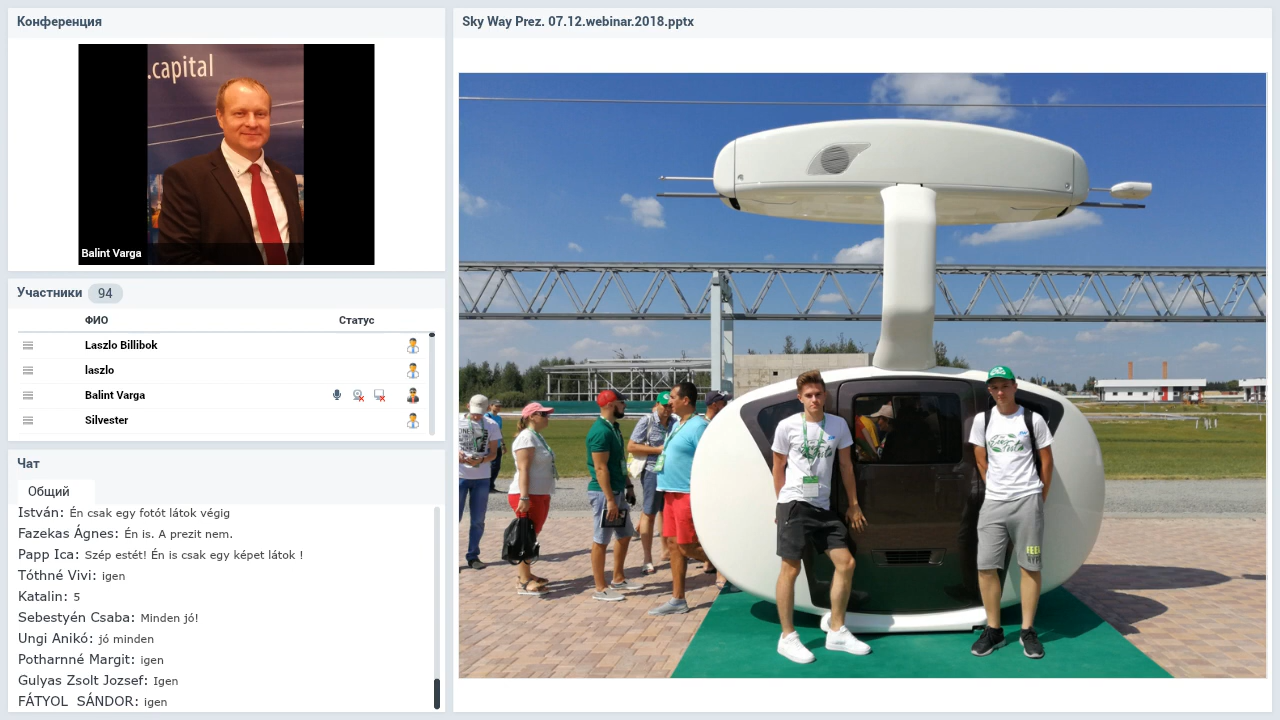 Конференция
.capital
Balint Varga
Участники 94
ФИО Статус
Laszlo Billibok
laszlo
Balint Varga
Silvester
Чат
Общий
István: Én csak egy fotót látok végig
Fazekas Ágnes: Én is. A prezit nem.
Papp Ica: Szép estét! Én is csak egy képet látok !
Tóthné Vivi: igen
Katalin: 5
Sebestyén Csaba: Minden jó!
Ungi Anikó: jó minden
Potharnné Margit: igen
Gulyas Zsolt Jozsef: Igen
FÁTYOL SÁNDOR: igen
Sky Way Prez. 07.12.webinar.2018.pptx